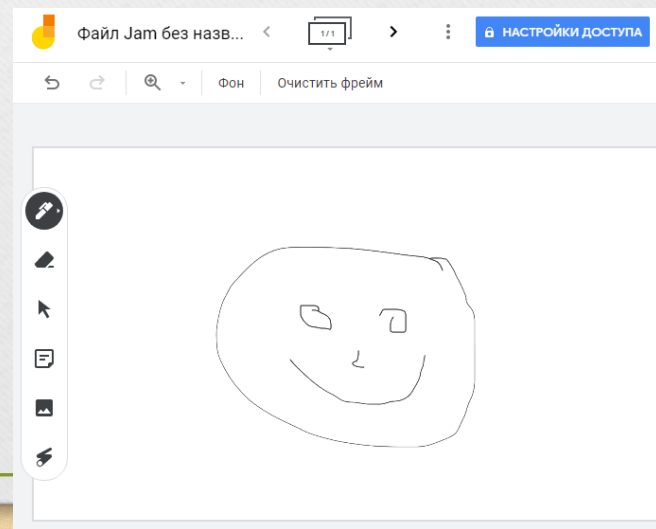 Файл Jam без назв...
1/1
НАСТРОЙКИ ДОСТУПА
Фон
Очистить фрейм